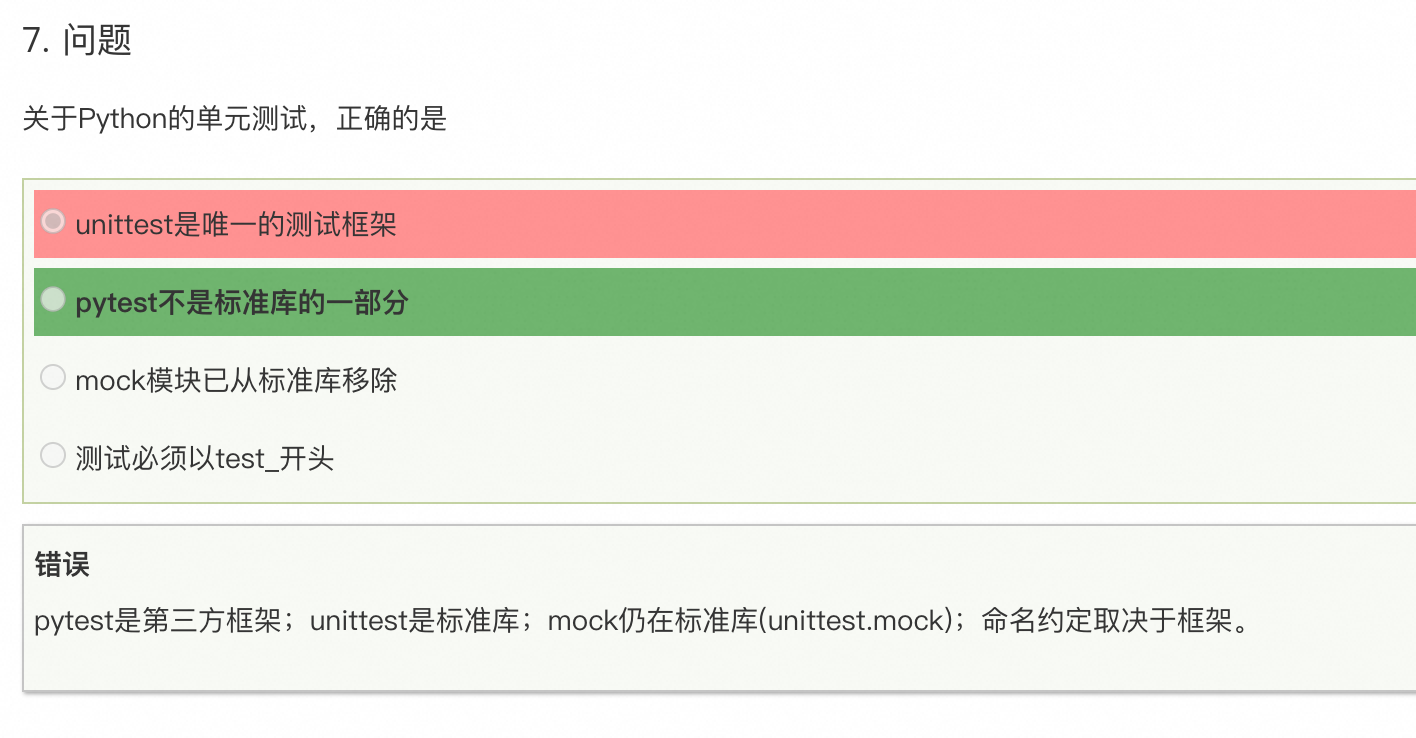 7. 问题
关于Python的单元测试，正确的是
unittest是唯一的测试框架
pytest不是标准库的一部分
mock模块已从标准库移除
测试必须以test_开头
错误
pytest是第三方框架；unittest是标准库；mock仍在标准库(unittest.mock)；命名约定取决于框架。